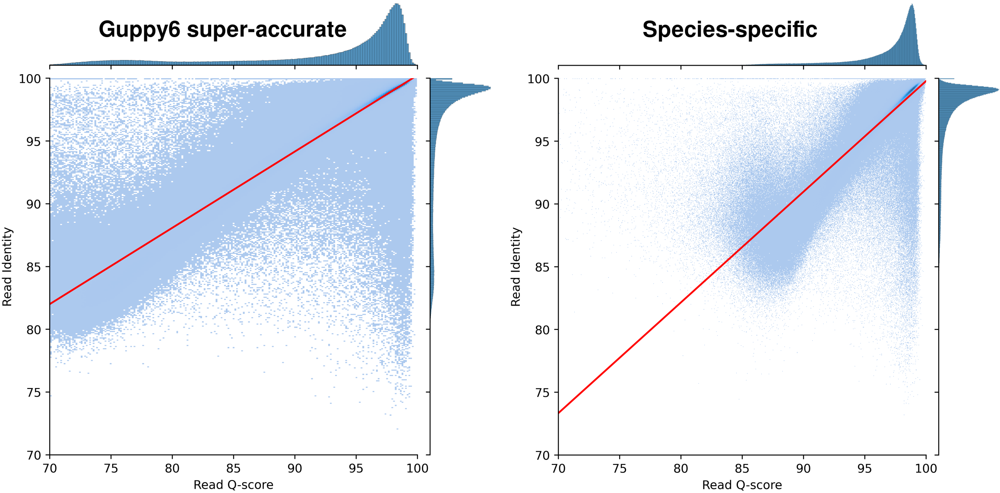 Guppy6 super-accurate
100
95
90
85
80
75
70
Read Identity
70 75 80 85 90 95 100
Read Q-score
Species-specific
100
95
90
85
80
75
70
Read Identity
70 75 80 85 90 95 100
Read Q-score